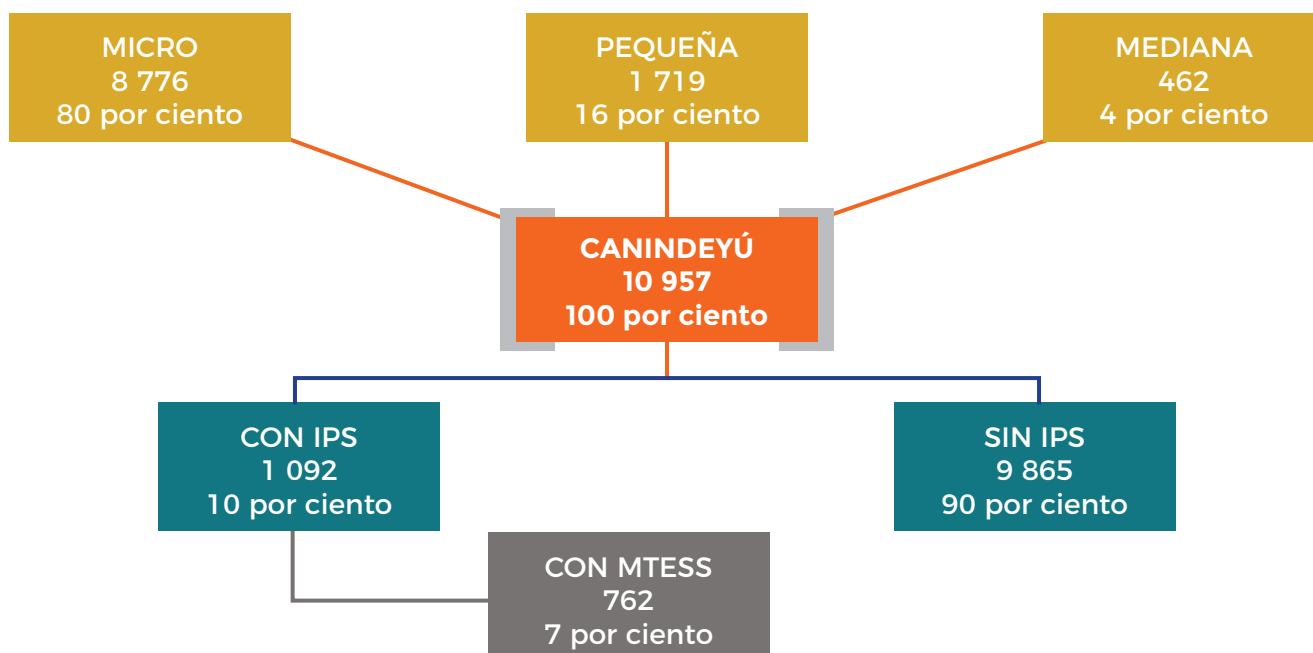 MICRO
8 776
80 por ciento
PEQUEÑA
1 719
16 por ciento
MEDIANA
462
4 por ciento
CANINDEYÚ
10 957
100 por ciento
CON IPS
1 092
10 por ciento
SIN IPS
9 865
90 por ciento
CON MTESS
762
7 por ciento